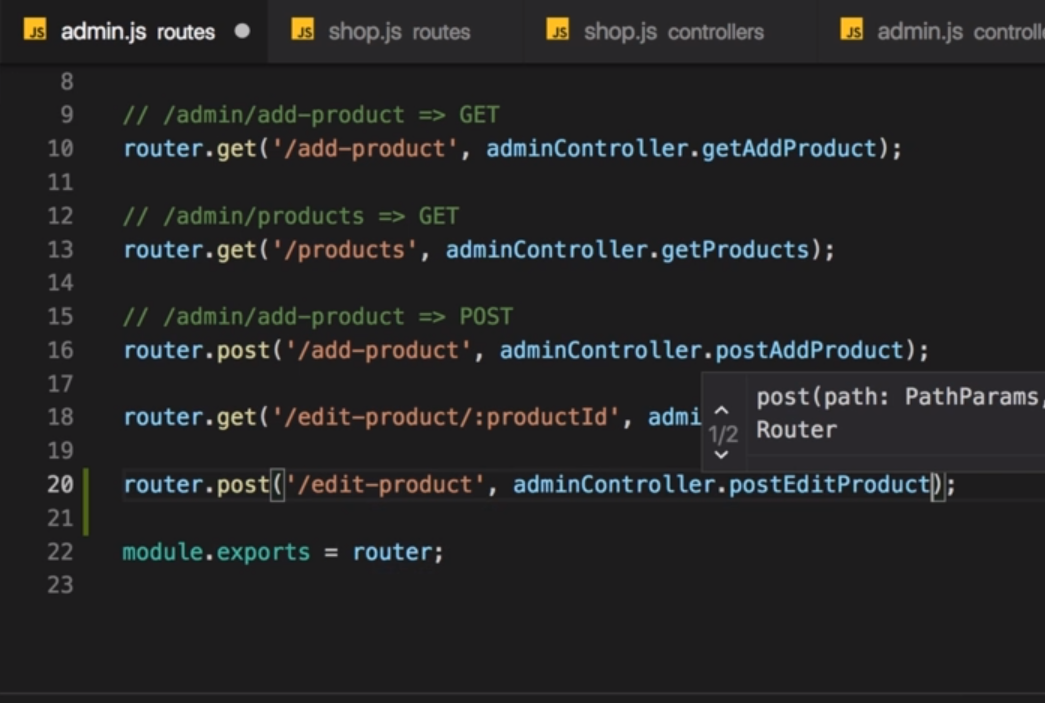 JS admin.js routes JS shop.js routes JS shop.js controllers JS admin.js
8
9 // /admin/add-product => GET
10 router.get('/add-product', adminController.getAddProduct);
11
12 // /admin/products => GET
13 router.get('/products', adminController.getProducts);
14
15 // /admin/add-product => POST
16 router.post('/add-product', adminController.postAddProduct);
17
18 router.get('/edit-product/:productId', admi
post(path: PathParams,
1/2 Router
19
20 router.post('/edit-product', adminController.postEditProduct);
21
22 module.exports = router;
23